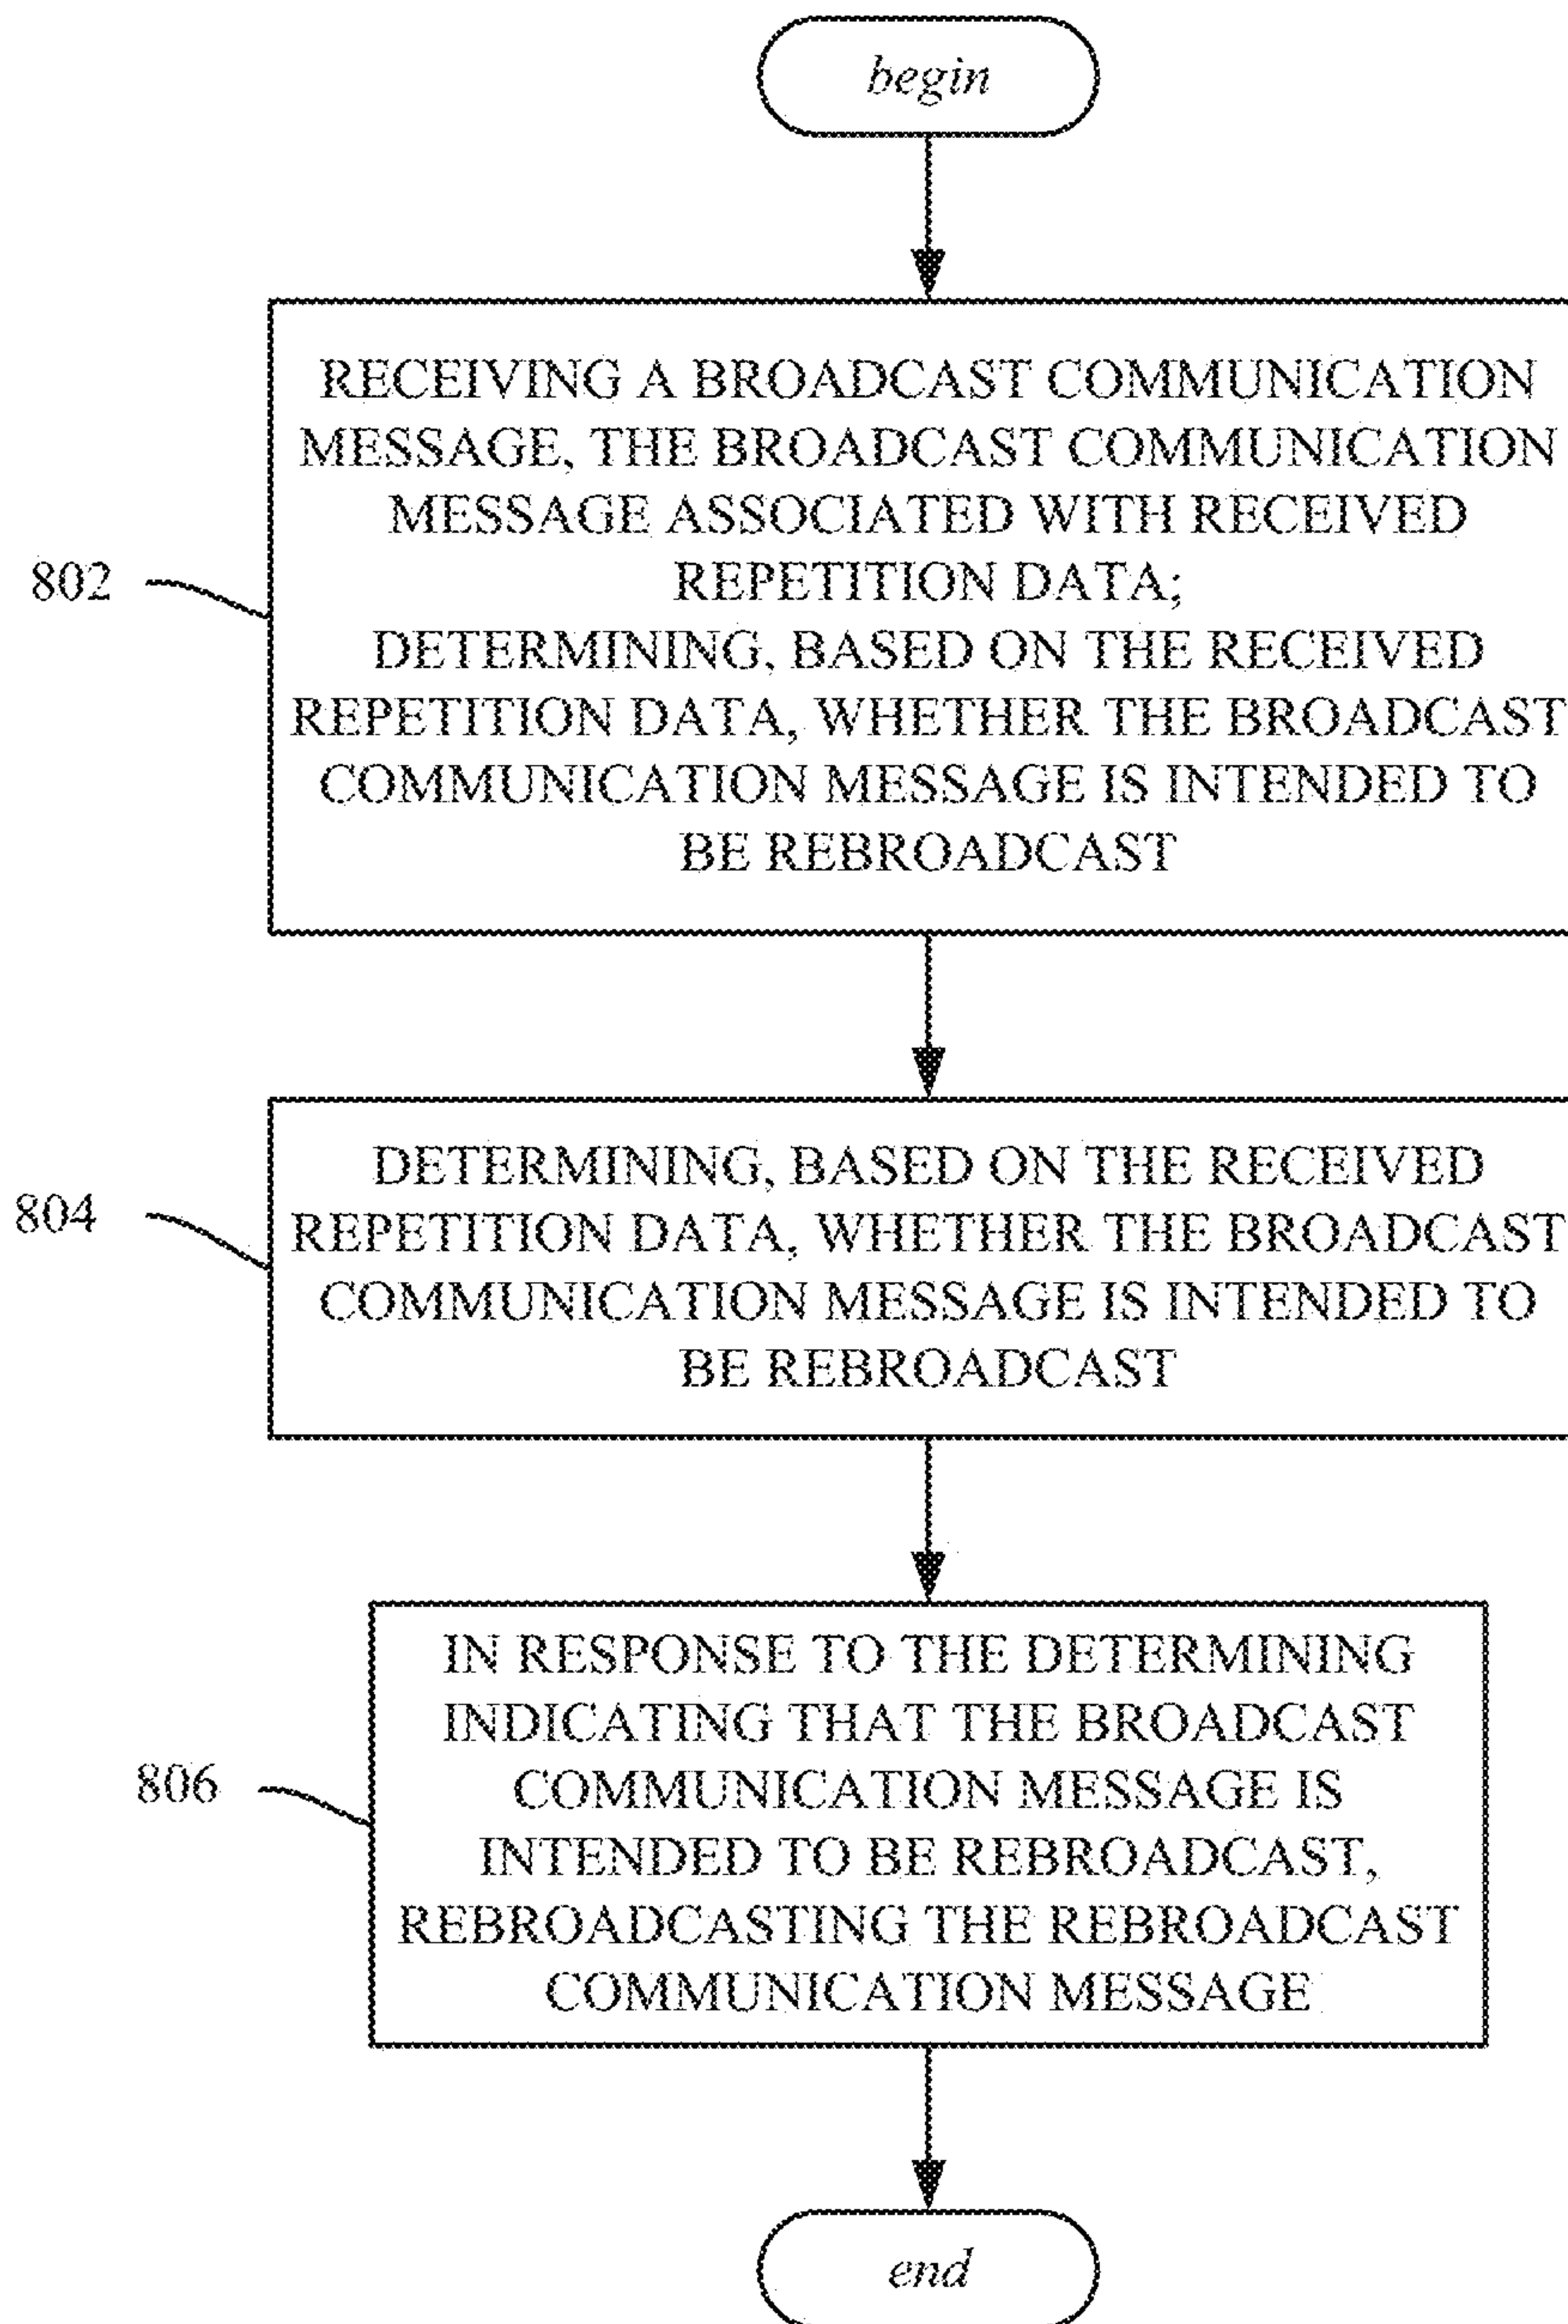 begin
RECEIVING A BROADCAST COMMUNICATION
MESSAGE, THE BROADCAST COMMUNICATION
MESSAGE ASSOCIATED WITH RECEIVED
REPETITION DATA;
DETERMINING, BASED ON THE RECEIVED
REPETITION DATA, WHETHER THE BROADCAST
COMMUNICATION MESSAGE IS INTENDED TO
BE REBROADCAST
802
DETERMINING, BASED ON THE RECEIVED
REPETITION DATA, WHETHER THE BROADCAST
COMMUNICATION MESSAGE IS INTENDED TO
BE REBROADCAST
804
IN RESPONSE TO THE DETERMINING
INDICATING THAT THE BROADCAST
COMMUNICATION MESSAGE IS
INTENDED TO BE REBROADCAST,
REBROADCASTING THE REBROADCAST
COMMUNICATION MESSAGE
806
end